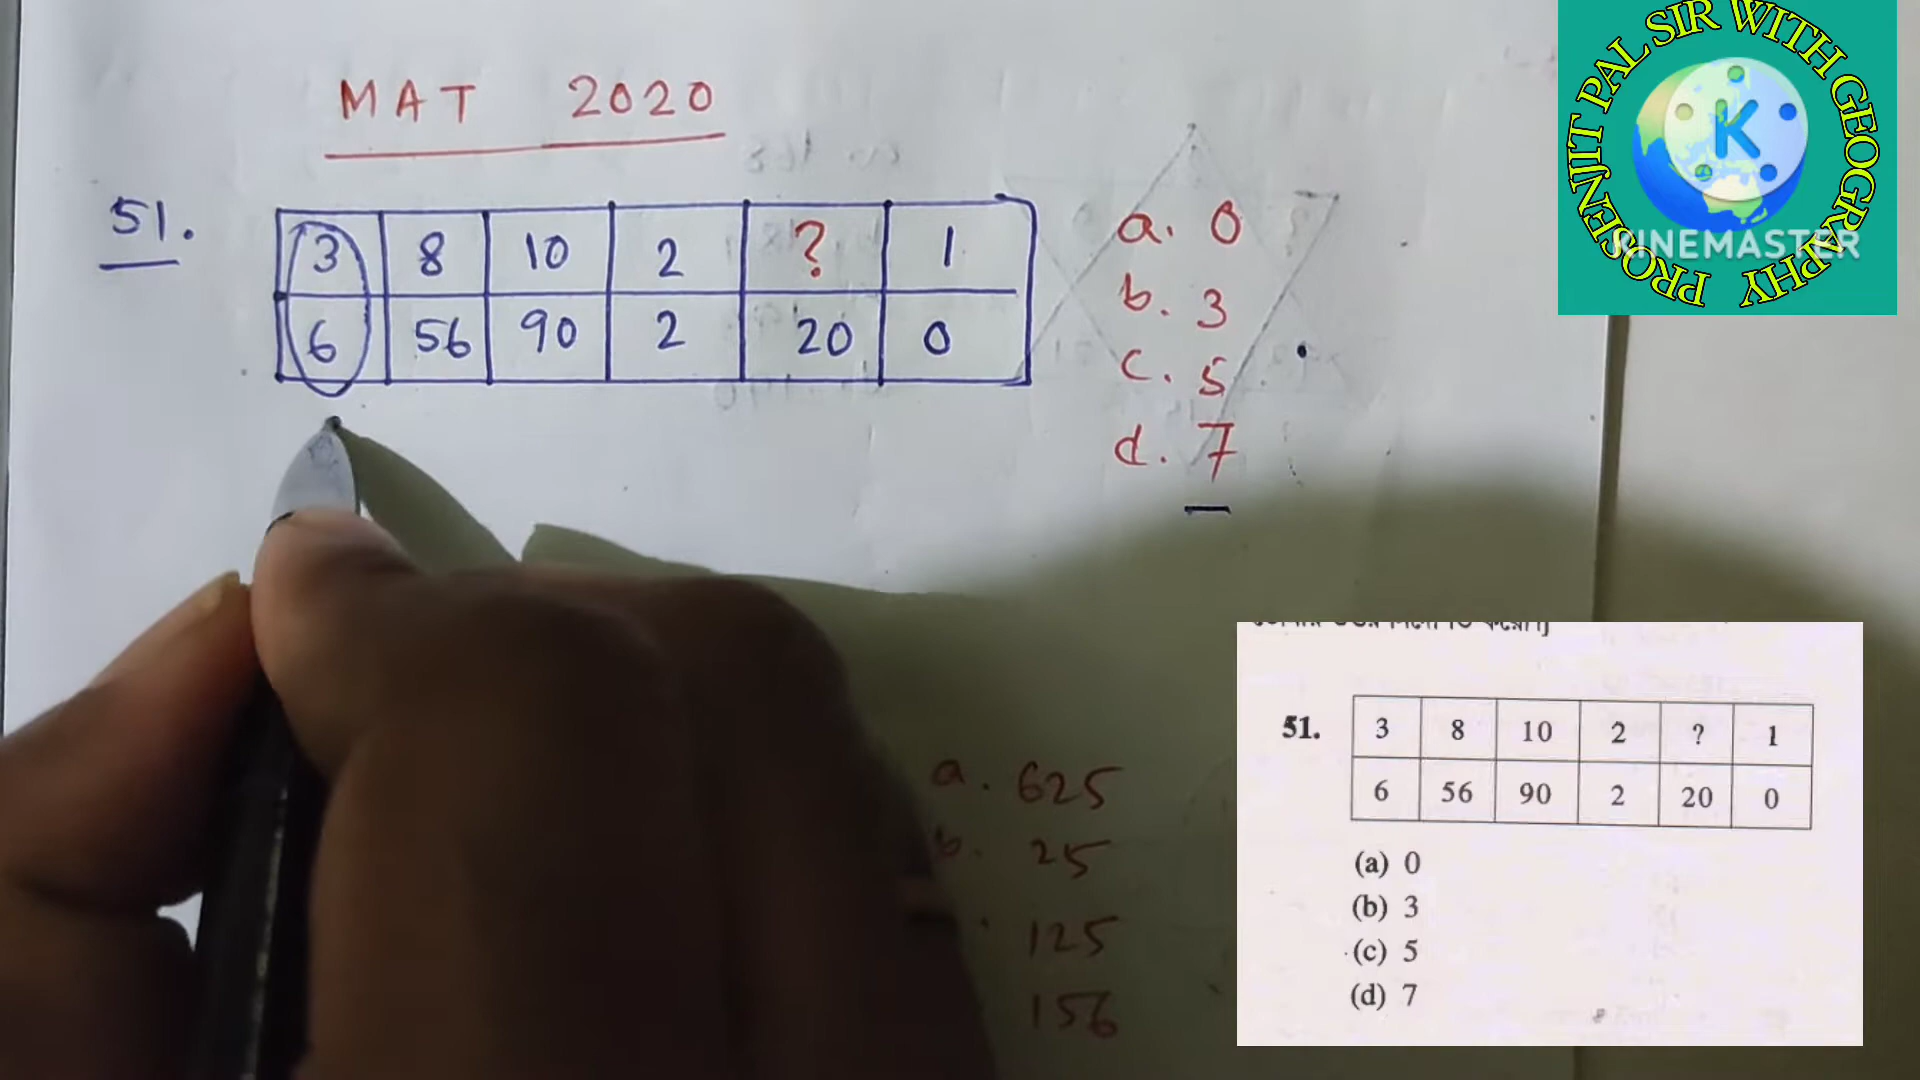 MAT 2020
51.
3 8 10 2 ? 1
6 56 90 2 20 0
a. 0
b. 3
c. 5
d. 7
a. 625
b. 25
125
156
PROSENJIT PAL SIR WITH GEOGRAPHY
K
KINEMASTER
51.
3 8 10 2 ? 1
6 56 90 2 20 0
(a) 0
(b) 3
(c) 5
(d) 7